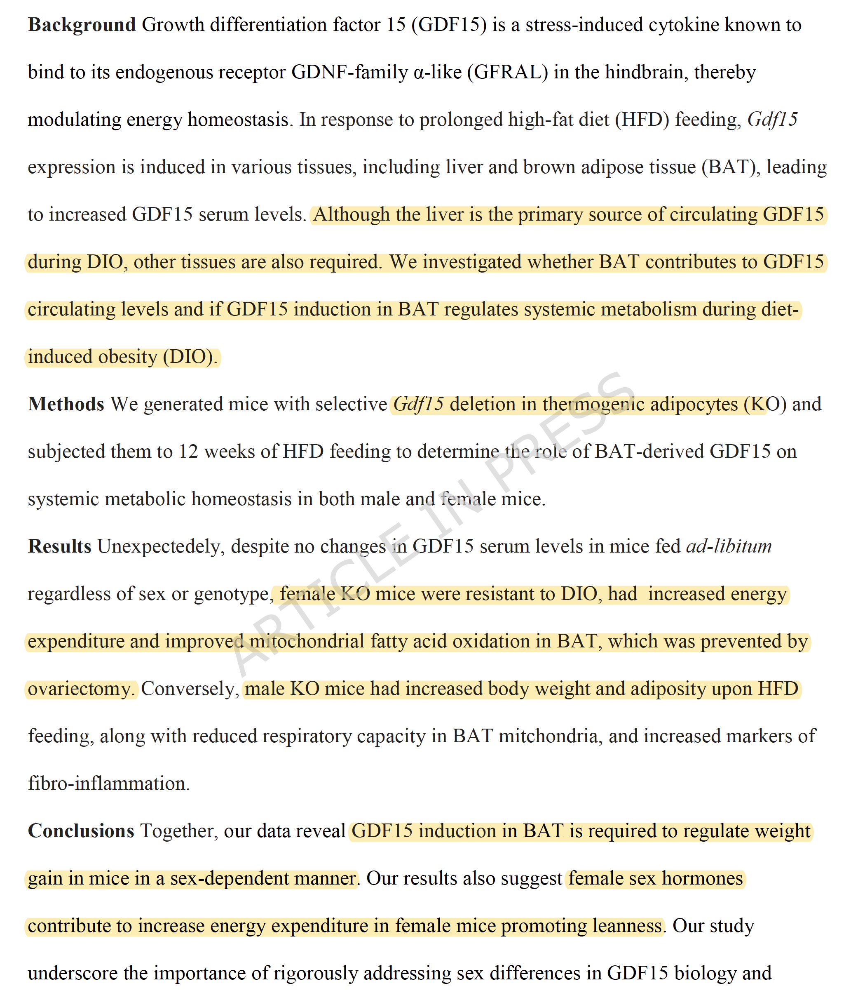 Background Growth differentiation factor 15 (GDF15) is a stress-induced cytokine known to
bind to its endogenous receptor GDNF-family α-like (GFRAL) in the hindbrain, thereby
modulating energy homeostasis. In response to prolonged high-fat diet (HFD) feeding, Gdf15
expression is induced in various tissues, including liver and brown adipose tissue (BAT), leading
to increased GDF15 serum levels. Although the liver is the primary source of circulating GDF15
during DIO, other tissues are also required. We investigated whether BAT contributes to GDF15
circulating levels and if GDF15 induction in BAT regulates systemic metabolism during diet-
induced obesity (DIO).
Methods We generated mice with selective Gdf15 deletion in thermogenic adipocytes (KO) and
subjected them to 12 weeks of HFD feeding to determine the role of BAT-derived GDF15 on
systemic metabolic homeostasis in both male and female mice.
Results Unexpectedely, despite no changes in GDF15 serum levels in mice fed ad-libitum
regardless of sex or genotype, female KO mice were resistant to DIO, had  increased energy
expenditure and improved mitochondrial fatty acid oxidation in BAT, which was prevented by
ovariectomy. Conversely, male KO mice had increased body weight and adiposity upon HFD
feeding, along with reduced respiratory capacity in BAT mitchondria, and increased markers of
fibro-inflammation.
Conclusions Together, our data reveal GDF15 induction in BAT is required to regulate weight
gain in mice in a sex-dependent manner. Our results also suggest female sex hormones
contribute to increase energy expenditure in female mice promoting leanness. Our study
underscore the importance of rigorously addressing sex differences in GDF15 biology and
ARTICLE IN PRESS